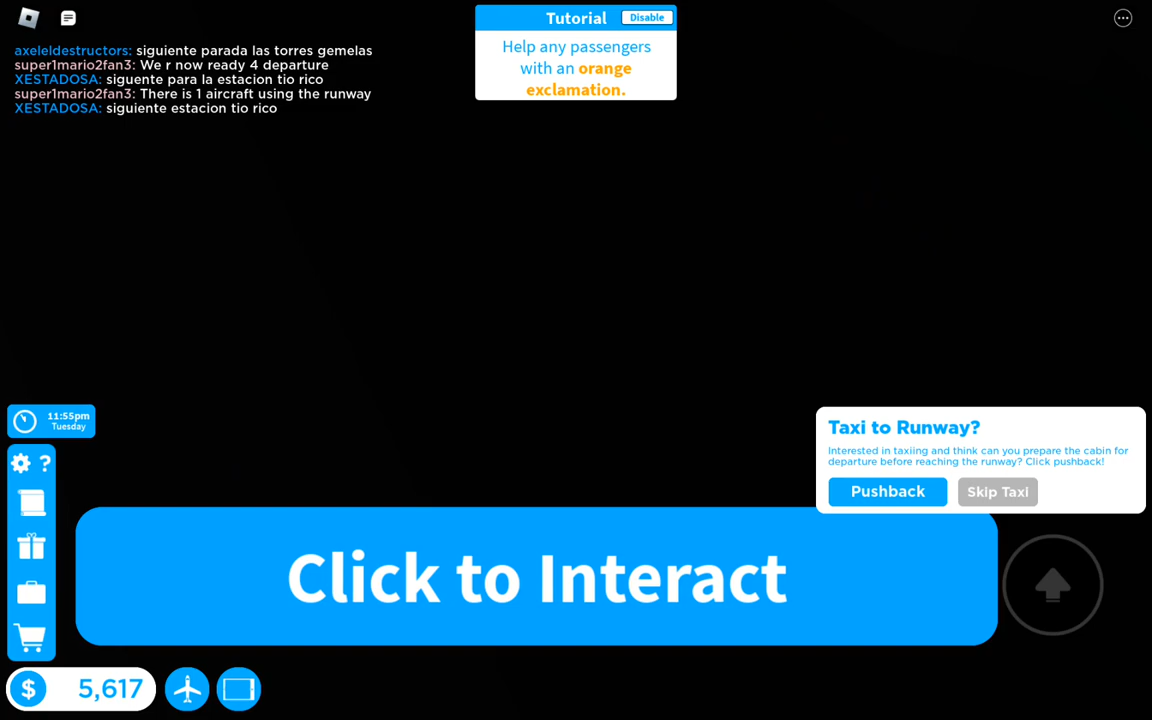 Tutorial
Disable
Help any passengers
with an orange
exclamation.
axeleldestructors: siguiente parada las torres gemelas
super1mario2fan3: We r now ready 4 departure
XESTADOSA: siguente para la estacion tio rico
super1mario2fan3: There is 1 aircraft using the runway
XESTADOSA: siguiente estacion tio rico
11:55pm
Tuesday
?
Taxi to Runway?
Interested in taxiing and think can you prepare the cabin for
departure before reaching the runway? Click pushback!
Pushback
Skip Taxi
Click to Interact
$ 5,617